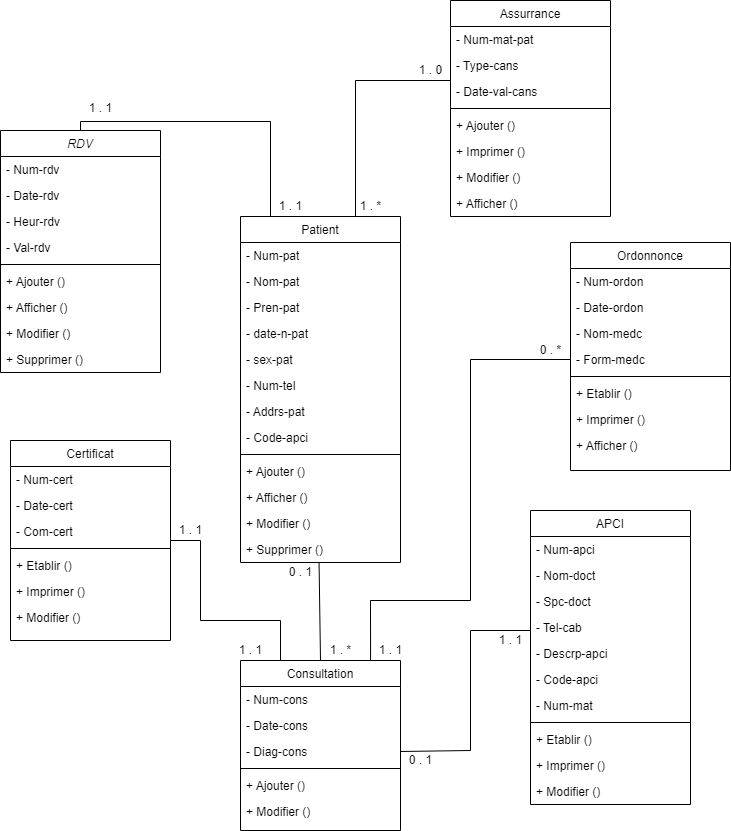 Assurrance
- Num-mat-pat
- Type-cans
- Date-val-cans
+ Ajouter ()
+ Imprimer ()
+ Modifier ()
+ Afficher ()
1 . 0
1 . *
1 . 1
RDV
- Num-rdv
- Date-rdv
- Heur-rdv
- Val-rdv
+ Ajouter ()
+ Afficher ()
+ Modifier ()
+ Supprimer ()
1 . 1
Patient
- Num-pat
- Nom-pat
- Pren-pat
- date-n-pat
- sex-pat
- Num-tel
- Addrs-pat
- Code-apci
+ Ajouter ()
+ Afficher ()
+ Modifier ()
+ Supprimer ()
0 . 1
Ordonnonce
- Num-ordon
- Date-ordon
- Nom-medc
- Form-medc
+ Etablir ()
+ Imprimer ()
+ Afficher ()
0 . *
Certificat
- Num-cert
- Date-cert
- Com-cert
+ Etablir ()
+ Imprimer ()
+ Modifier ()
1 . 1
APCI
- Num-apci
- Nom-doct
- Spc-doct
- Tel-cab
- Descrp-apci
- Code-apci
- Num-mat
+ Etablir ()
+ Imprimer ()
+ Modifier ()
1 . 1
1 . 1
1 . *
1 . 1
Consultation
- Num-cons
- Date-cons
- Diag-cons
+ Ajouter ()
+ Modifier ()
0 . 1